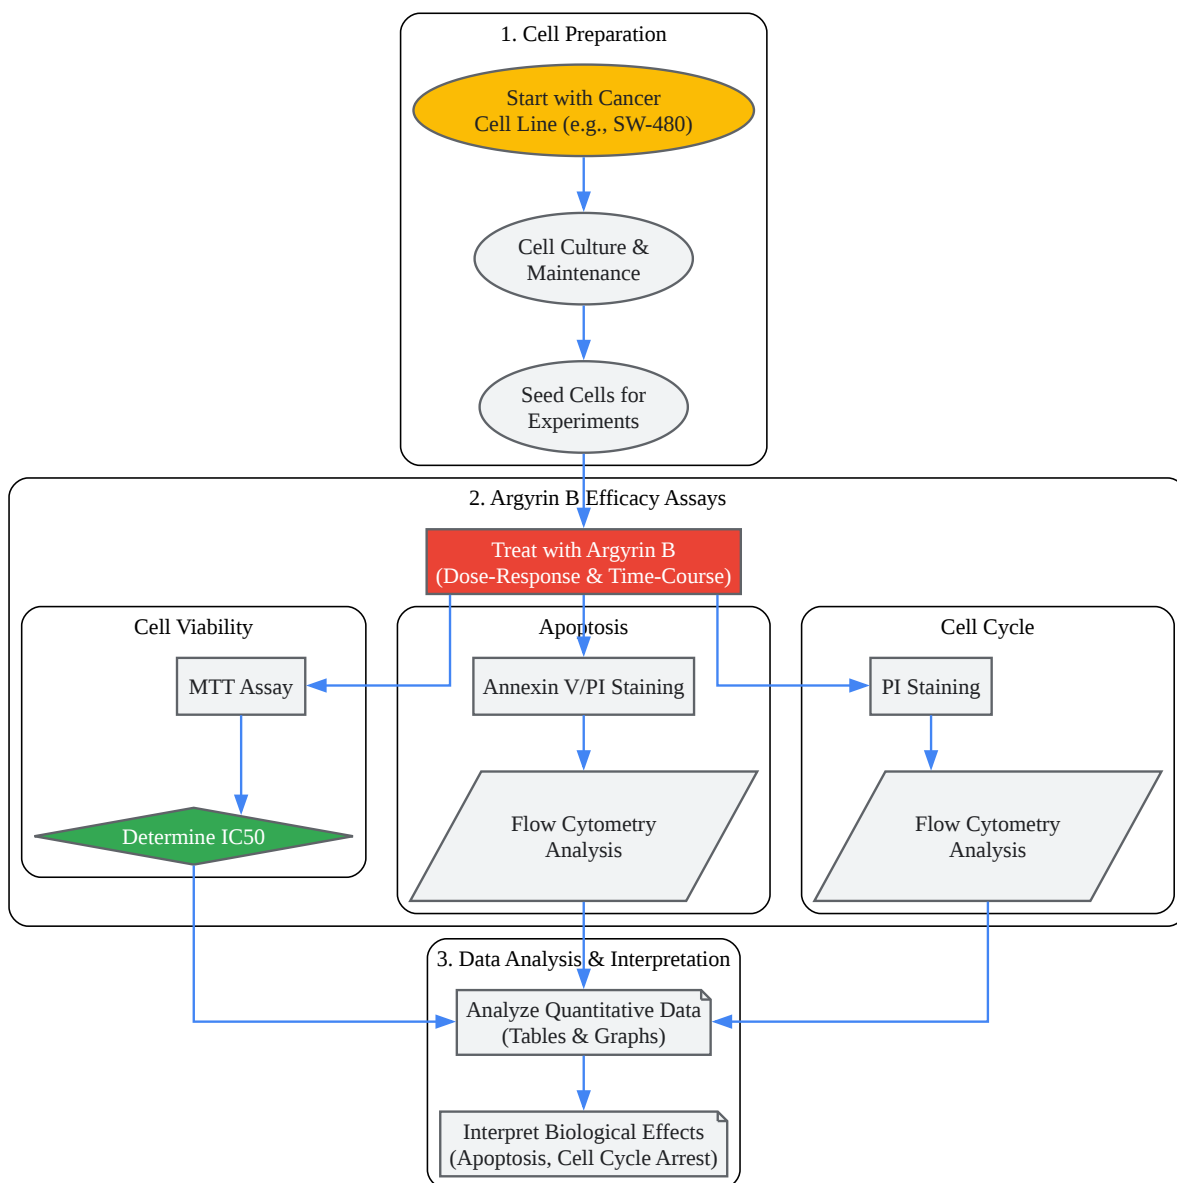 1. Cell Preparation
Start with Cancer
Cell Line (e.g., SW-480)
Cell Culture &
Maintenance
Seed Cells for
Experiments
2. Argyrin B Efficacy Assays
Treat with Argyrin B
(Dose-Response & Time-Course)
Cell Viability
MTT Assay
Determine IC50
Apoptosis
Annexin V/PI Staining
Flow Cytometry
Analysis
Cell Cycle
PI Staining
Flow Cytometry
Analysis
3. Data Analysis & Interpretation
Analyze Quantitative Data
(Tables & Graphs)
Interpret Biological Effects
(Apoptosis, Cell Cycle Arrest)